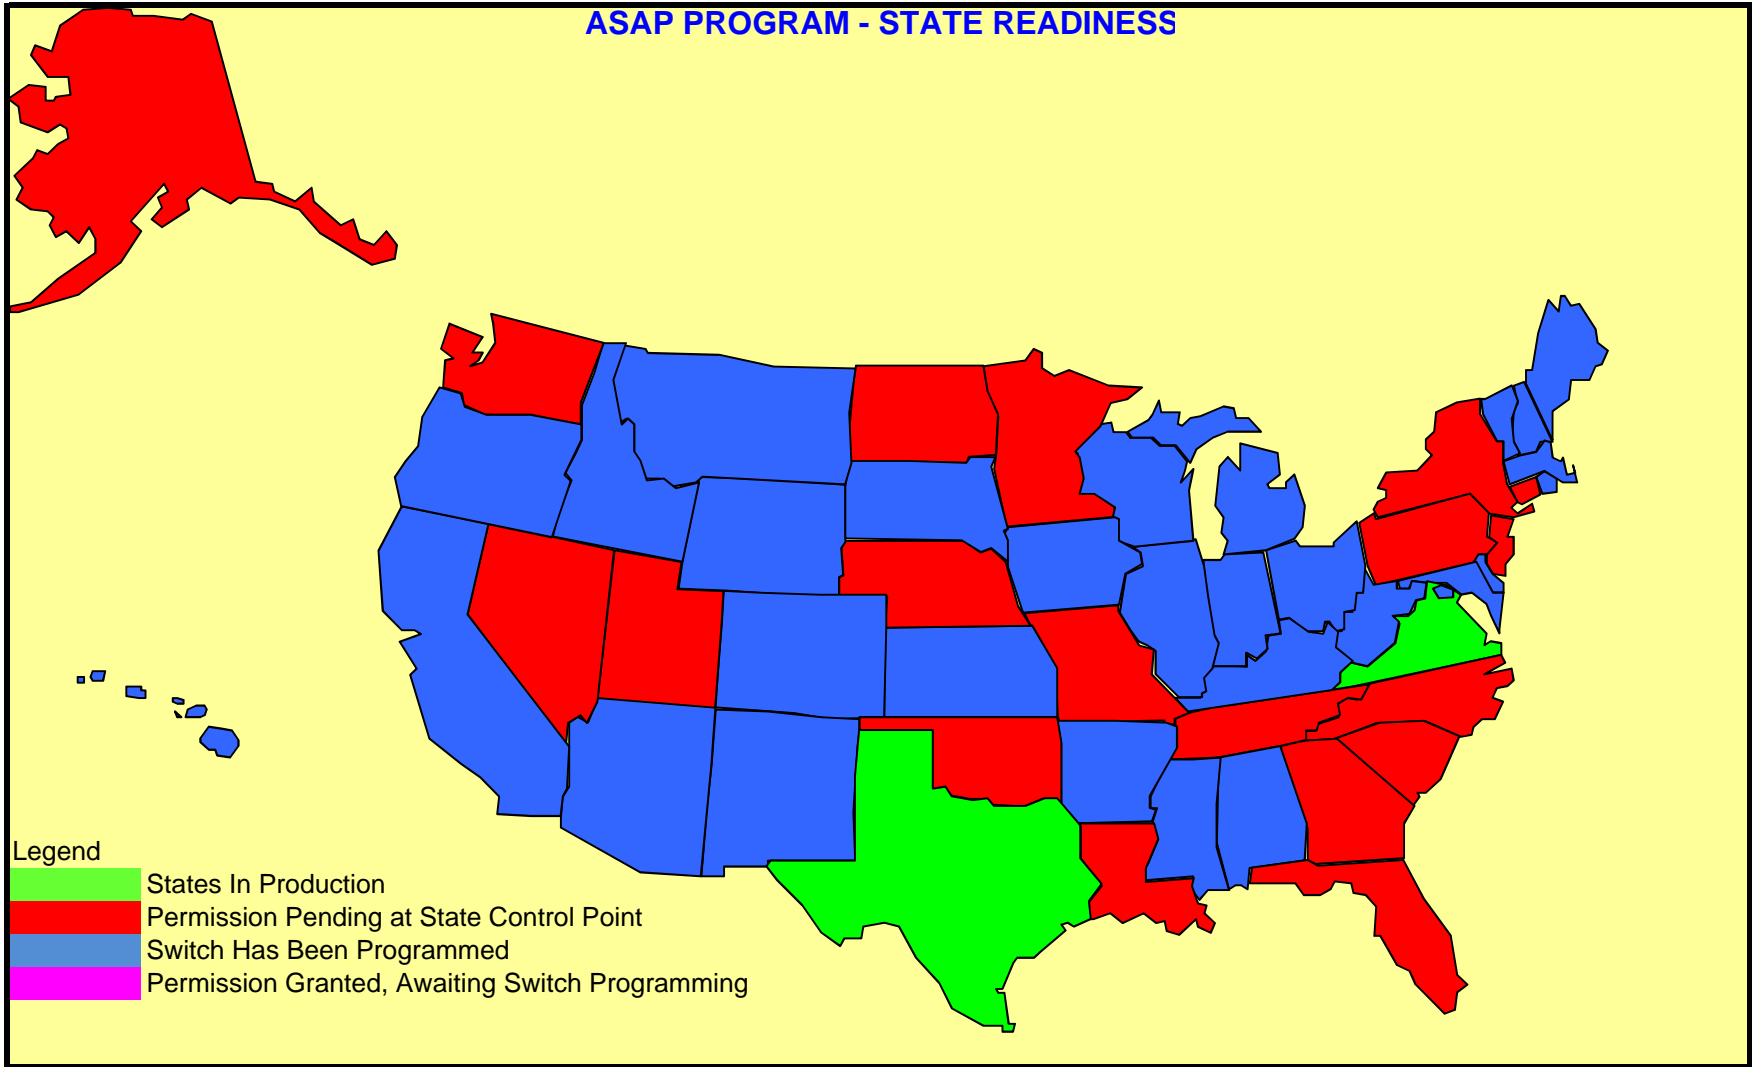 ASAP PROGRAM - STATE READINESS
Legend
States In Production
Permission Pending at State Control Point
Switch Has Been Programmed
Permission Granted, Awaiting Switch Programming